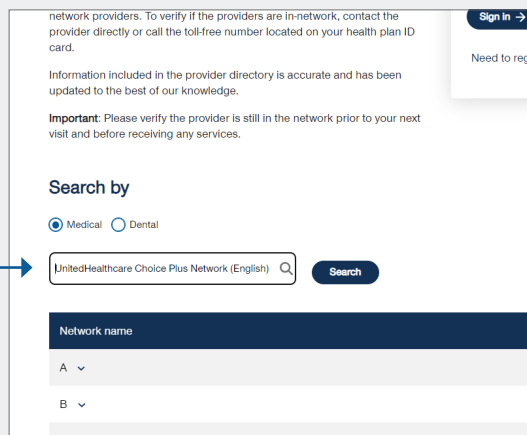 network providers. To verify if the providers are in-network, contact the
provider directly or call the toll-free number located on your health plan ID
card.
Information included in the provider directory is accurate and has been
updated to the best of our knowledge.
Important: Please verify the provider is still in the network prior to your next
visit and before receiving any services.
Sign in →
Need to reg
Search by
Medical Dental
UnitedHealthcare Choice Plus Network (English)
Search
Network name
A
B